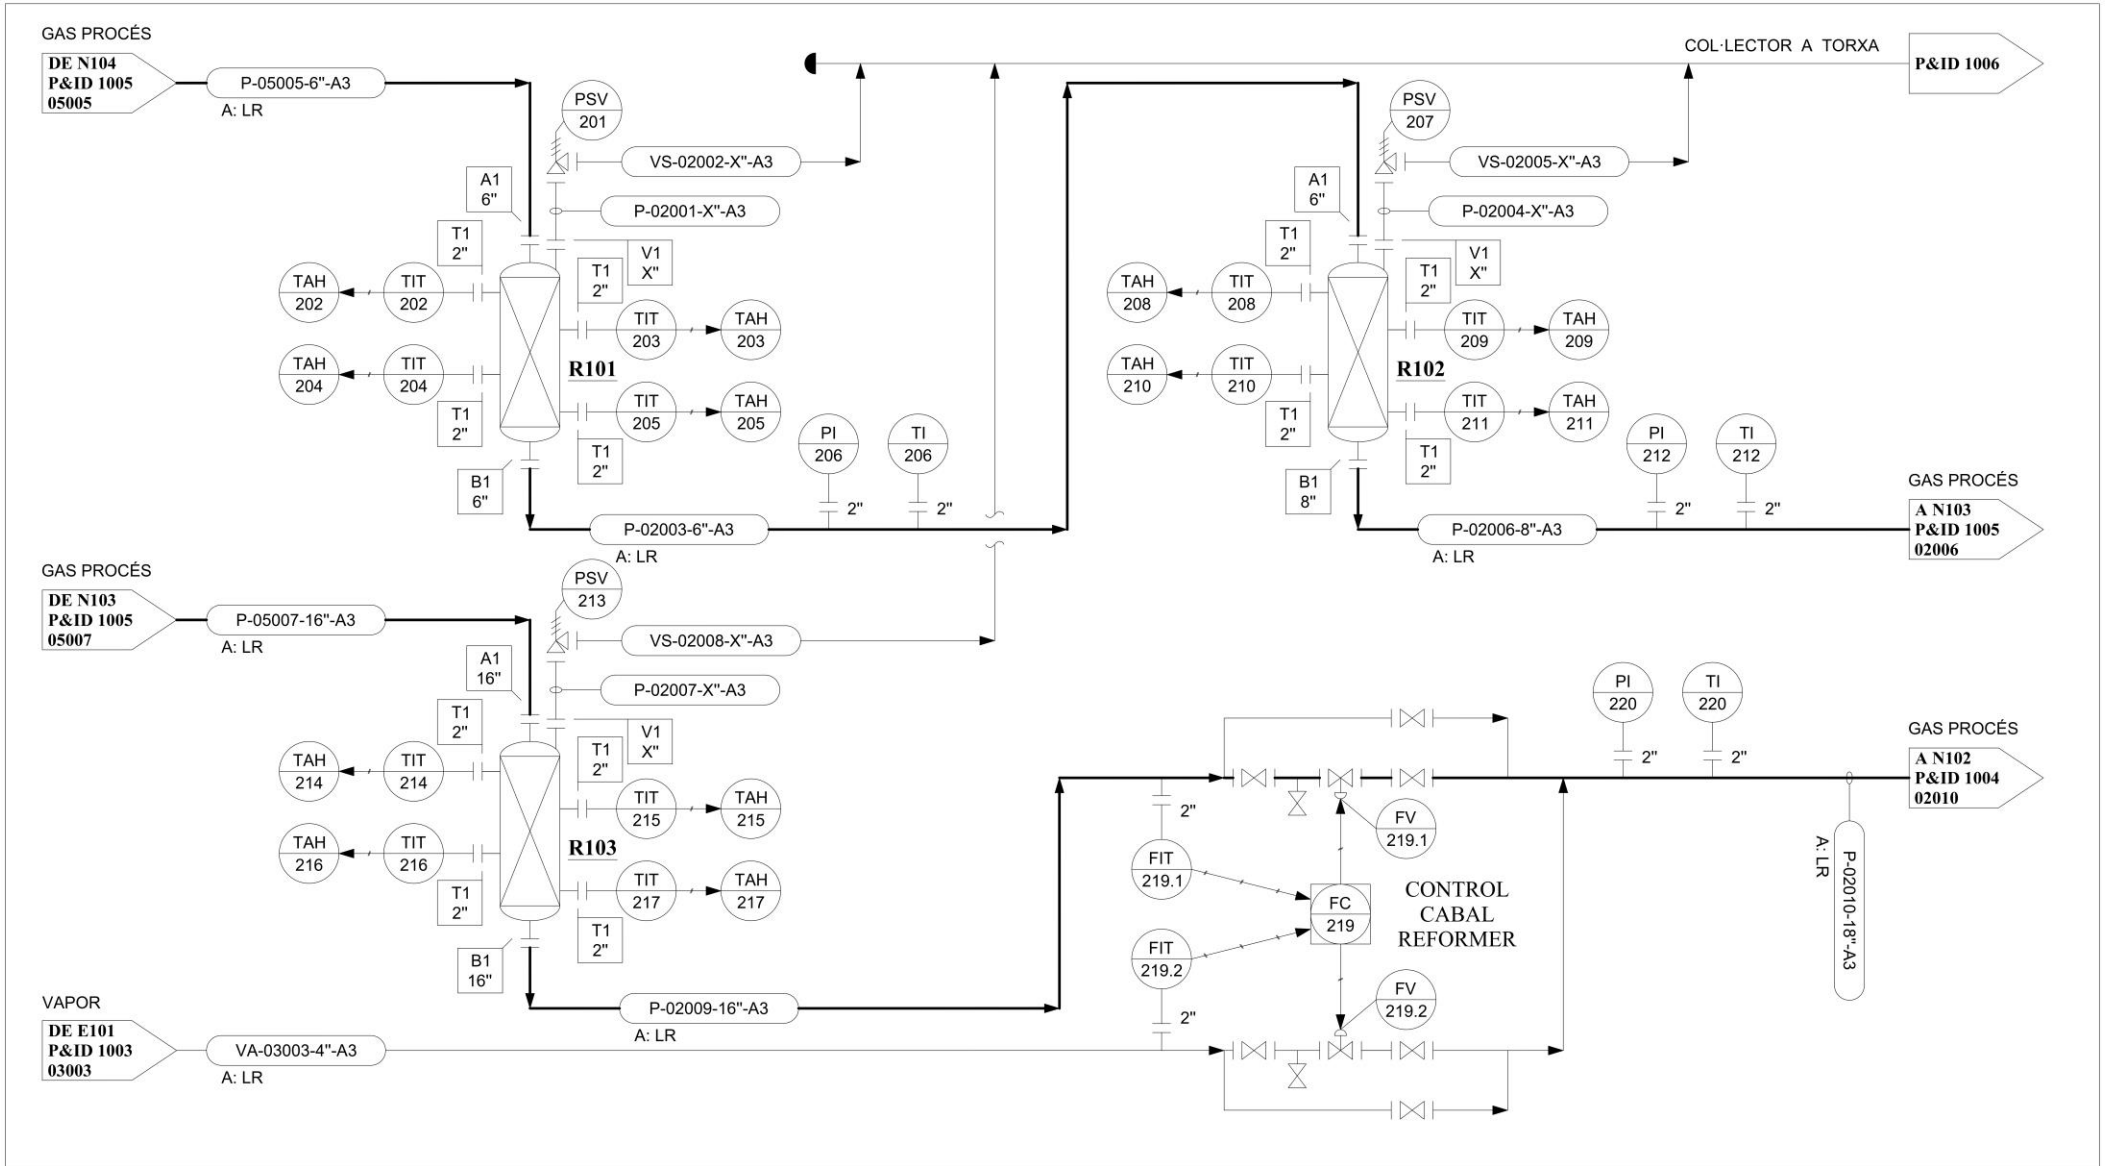 GAS PROCÉS
DE N104
P&ID 1005
05005
P-05005-6"-A3
A: LR
COL·LECTOR A TORXA
P&ID 1006
PSV
201
VS-02002-X"-A3
A1
6"
P-02001-X"-A3
T1
2"
V1
X"
T1
2"
TAH
202
TIT
202
TIT
203
TAH
203
R101
TAH
204
TIT
204
TIT
205
TAH
205
T1
2"
T1
2"
B1
6"
PI
206
TI
206
2"
2"
P-02003-6"-A3
A: LR
PSV
207
VS-02005-X"-A3
A1
6"
P-02004-X"-A3
T1
2"
V1
X"
T1
2"
TAH
208
TIT
208
TIT
209
TAH
209
R102
TAH
210
TIT
210
TIT
211
TAH
211
T1
2"
T1
2"
B1
8"
PI
212
TI
212
2"
2"
P-02006-8"-A3
A: LR
GAS PROCÉS
A N103
P&ID 1005
02006
GAS PROCÉS
DE N103
P&ID 1005
05007
P-05007-16"-A3
A: LR
PSV
213
VS-02008-X"-A3
A1
16"
P-02007-X"-A3
T1
2"
V1
X"
T1
2"
TAH
214
TIT
214
TIT
215
TAH
215
R103
TAH
216
TIT
216
TIT
217
TAH
217
T1
2"
T1
2"
B1
16"
P-02009-16"-A3
A: LR
VAPOR
DE E101
P&ID 1003
03003
VA-03003-4"-A3
A: LR
2"
FIT
219.1
FIT
219.2
2"
FC
219
FV
219.1
FV
219.2
CONTROL
CABAL
REFORMER
PI
220
TI
220
2"
2"
P-02010-18"-A3
A: LR
GAS PROCÉS
A N102
P&ID 1004
02010